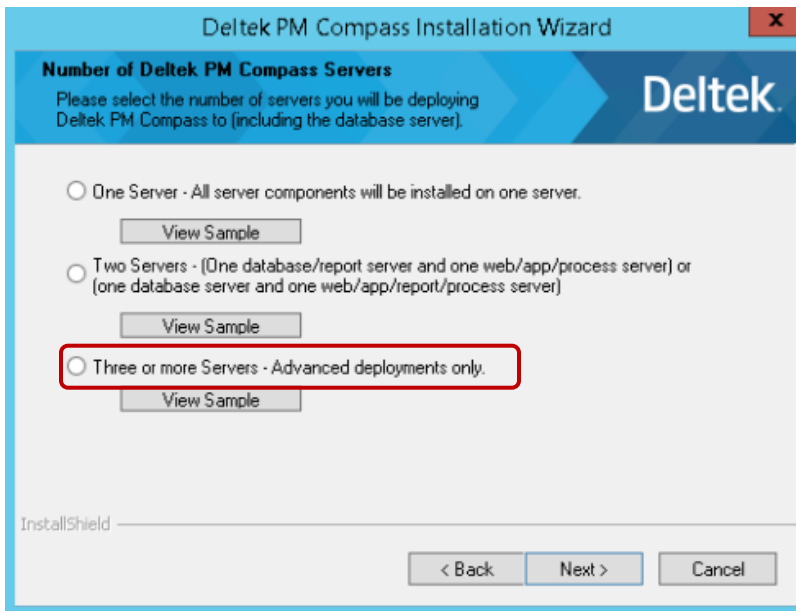 Deltek PM Compass Installation Wizard
x
Number of Deltek PM Compass Servers
Please select the number of servers you will be deploying
Deltek PM Compass to (including the database server).
Deltek.
One Server - All server components will be installed on one server.
View Sample
Two Servers - (One database/report server and one web/app/process server) or
(one database server and one web/app/report/process server)
View Sample
Three or more Servers - Advanced deployments only.
View Sample
InstallShield
< Back
Next >
Cancel